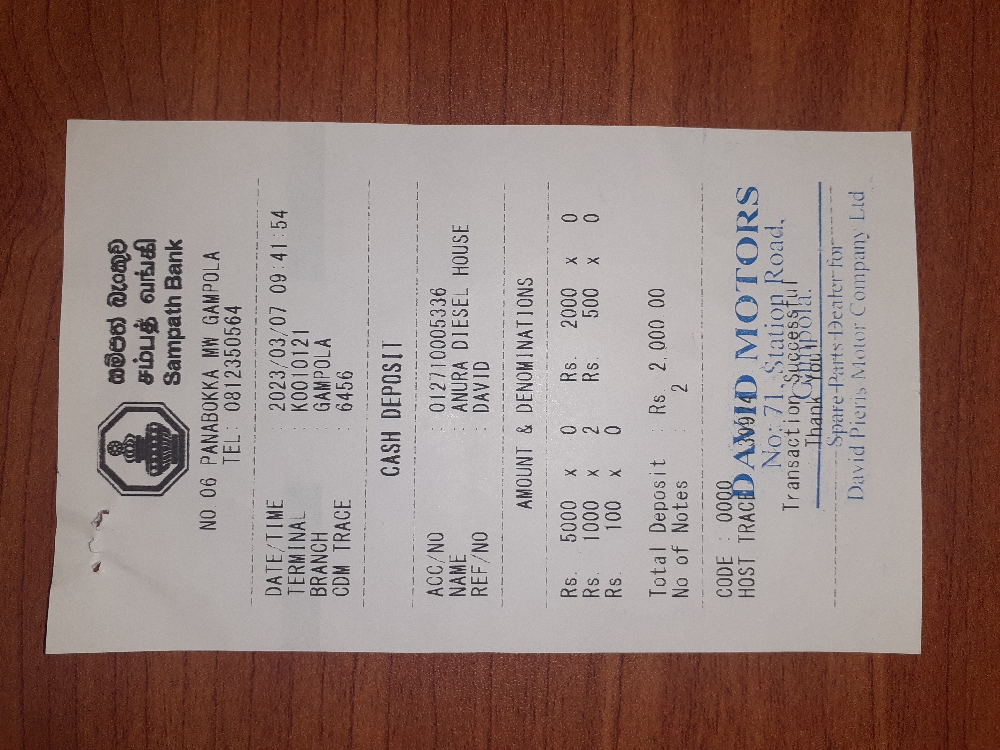 සම්පත් බැංකුව
சம்பத் வங்கி
Sampath Bank
NO 06 PANABOKKA MW GAMPOLA
TEL : 0812350564
DATE/TIME : 2023/03/07 09:41:54
TERMINAL : K0010121
BRANCH : GAMPOLA
CDM TRACE : 6456
CASH DEPOSIT
ACC/NO : 012710005336
NAME : ANURA DIESEL HOUSE
REF/NO : DAVID
AMOUNT & DENOMINATIONS
Rs. 5000 x 0 Rs. 2000 x 0
Rs. 1000 x 2 Rs. 500 x 0
Rs. 100 x 0
Total Deposit : Rs 2,000.00
No of Notes : 2
CODE : 0000
HOST TRACE
DAVID MOTORS
No: 71, Station Road,
Transaction Successful
Gampola.
Thank You!
Spare Parts Dealer for
David Pieris Motor Company Ltd